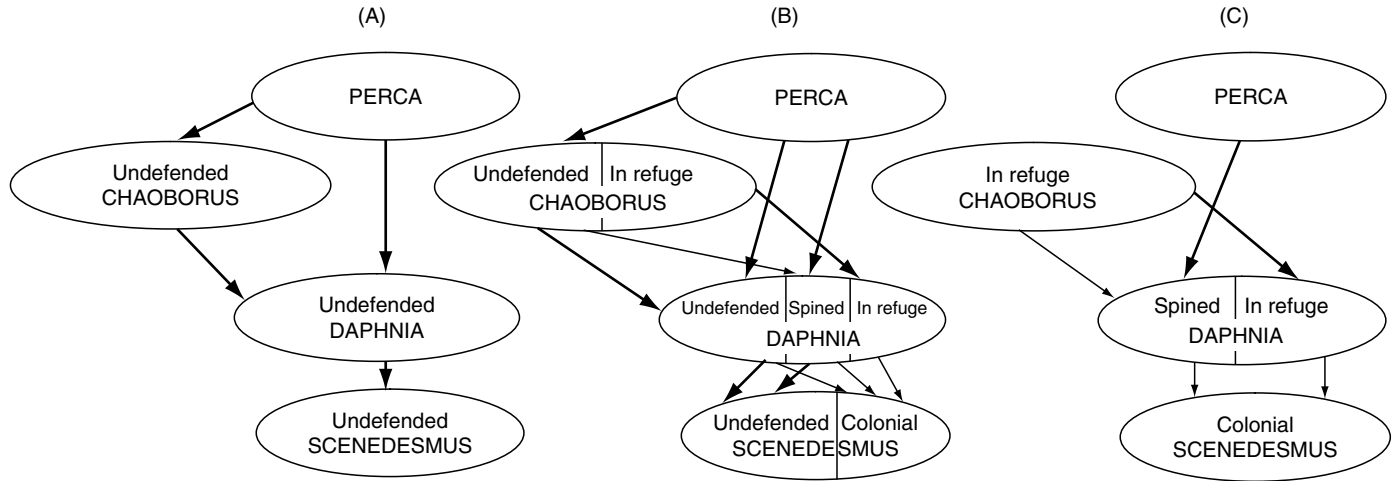 (A)
PERCA
Undefended
CHAOBORUS
Undefended
DAPHNIA
Undefended
SCENEDESMUS
(B)
PERCA
Undefended In refuge
CHAOBORUS
Undefended Spined In refuge
DAPHNIA
Undefended Colonial
SCENEDESMUS
(C)
PERCA
In refuge
CHAOBORUS
Spined In refuge
DAPHNIA
Colonial
SCENEDESMUS